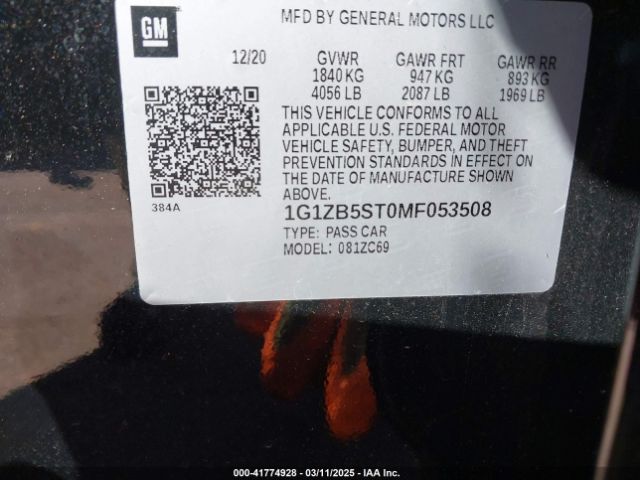 GM
MFD BY GENERAL MOTORS LLC
12/20 GVWR GAWR FRT GAWR RR
1840 KG 947 KG 893 KG
4056 LB 2087 LB 1969 LB
THIS VEHICLE CONFORMS TO ALL
APPLICABLE U.S. FEDERAL MOTOR
VEHICLE SAFETY, BUMPER, AND THEFT
PREVENTION STANDARDS IN EFFECT ON
THE DATE OF MANUFACTURE SHOWN
ABOVE.
384A
1G1ZB5ST0MF053508
TYPE: PASS CAR
MODEL: 081ZC69
00-41774928 - 03/11/2025 - IAA Inc.